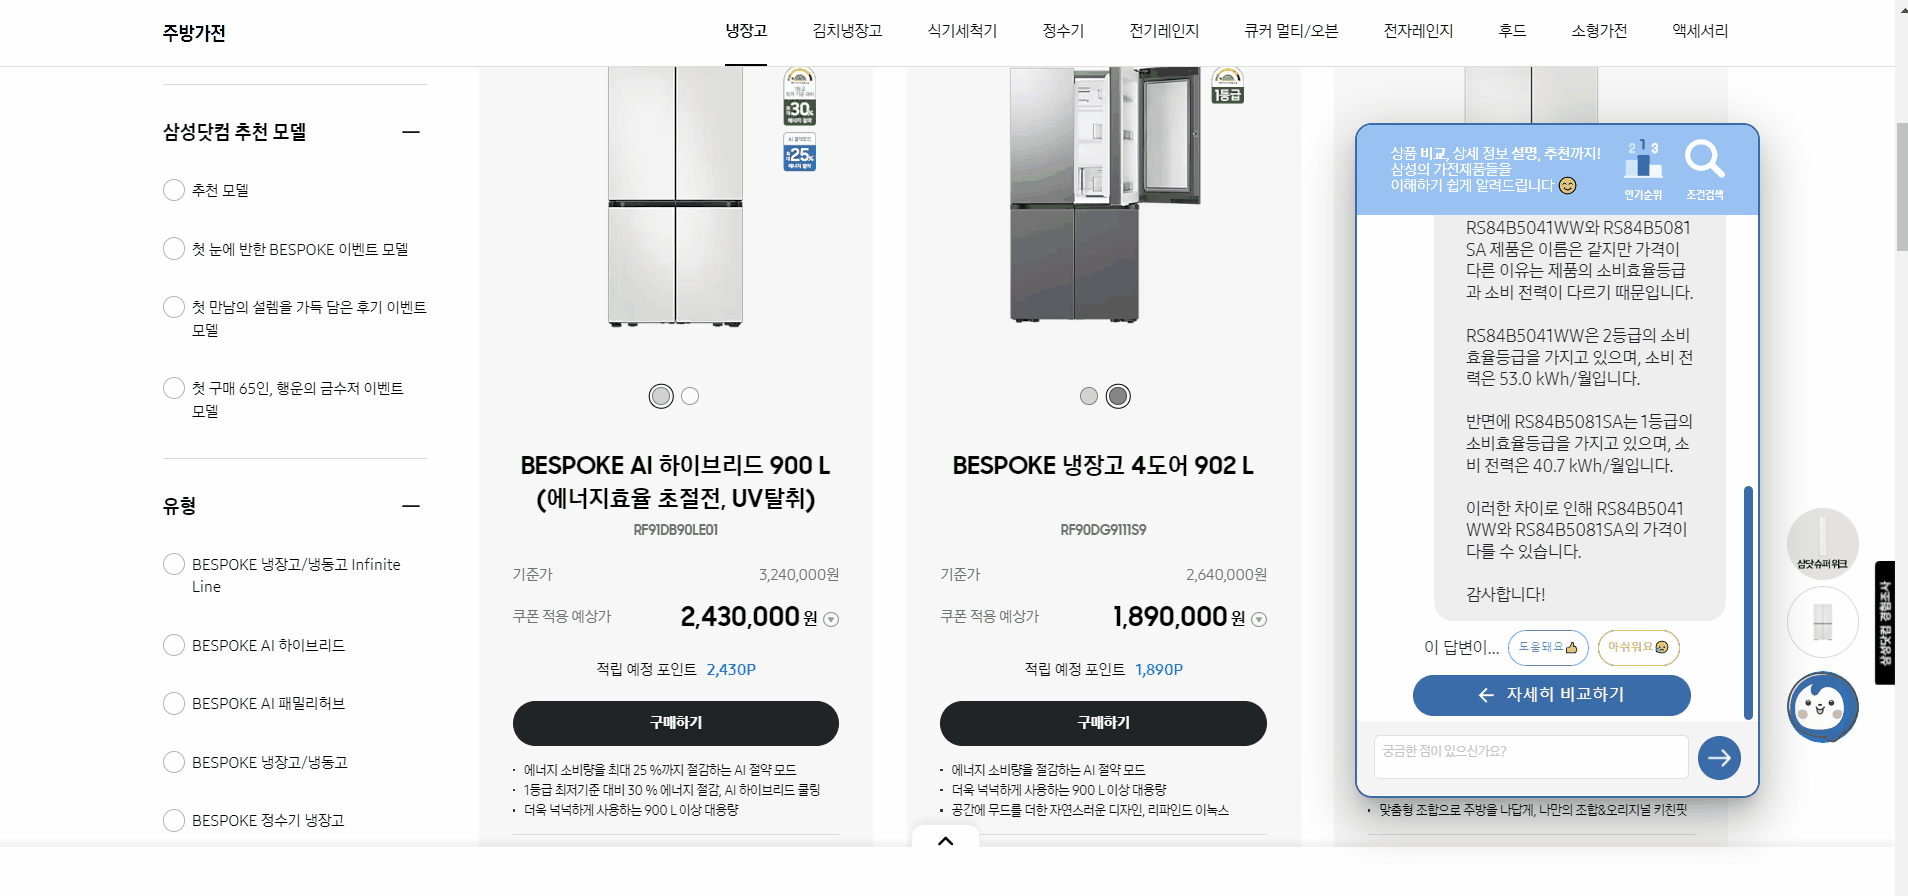 주방가전
냉장고
김치냉장고
식기세척기
정수기
전기레인지
큐커 멀티/오븐
전자레인지
후드
소형가전
액세서리
삼성닷컴 추천 모델
추천 모델
첫 눈에 반한 BESPOKE 이벤트 모델
첫 만남의 설렘을 가득 담은 후기 이벤트
모델
첫 구매 65인, 행운의 금수저 이벤트
모델
유형
BESPOKE 냉장고/냉동고 Infinite
Line
BESPOKE AI 하이브리드
BESPOKE AI 패밀리허브
BESPOKE 냉장고/냉동고
BESPOKE 정수기 냉장고
30%
에너지 절약
AI 절약모드
25%
에너지 절약
BESPOKE AI 하이브리드 900 L
(에너지효율 초절전, UV탈취)
RF91DB90LE01
기준가
3,240,000원
쿠폰 적용 예상가
2,430,000 원
적립 예정 포인트 2,430P
구매하기
· 에너지 소비량을 최대 25 %까지 절감하는 AI 절약 모드
· 1등급 최저기준 대비 30 % 에너지 절감, AI 하이브리드 쿨링
· 더욱 넉넉하게 사용하는 900 L 이상 대용량
1등급
BESPOKE 냉장고 4도어 902 L
RF90DG9111S9
기준가
2,640,000원
쿠폰 적용 예상가
1,890,000 원
적립 예정 포인트 1,890P
구매하기
· 에너지 소비량을 절감하는 AI 절약 모드
· 더욱 넉넉하게 사용하는 900 L 이상 대용량
· 공간에 무드를 더한 자연스러운 디자인, 리파인드 이녹스
상품 비교, 상세 정보 설명, 추천까지!
삼성의 가전제품들을
이해하기 쉽게 알려드립니다 😊
2 1 3
인기순위
조건검색
RS84B5041WW와 RS84B5081
SA 제품은 이름은 같지만 가격이
다른 이유는 제품의 소비효율등급
과 소비 전력이 다르기 때문입니다.
RS84B5041WW은 2등급의 소비
효율등급을 가지고 있으며, 소비 전
력은 53.0 kWh/월입니다.
반면에 RS84B5081SA는 1등급의
소비효율등급을 가지고 있으며, 소
비 전력은 40.7 kWh/월입니다.
이러한 차이로 인해 RS84B5041
WW와 RS84B5081SA의 가격이
다를 수 있습니다.
감사합니다!
이 답변이...
도움돼요👍
아쉬워요😥
← 자세히 비교하기
궁금한 점이 있으신가요?
· 맞춤형 조합으로 주방을 나답게, 나만의 조합&오리지널 키친핏
삼닷슈퍼위크